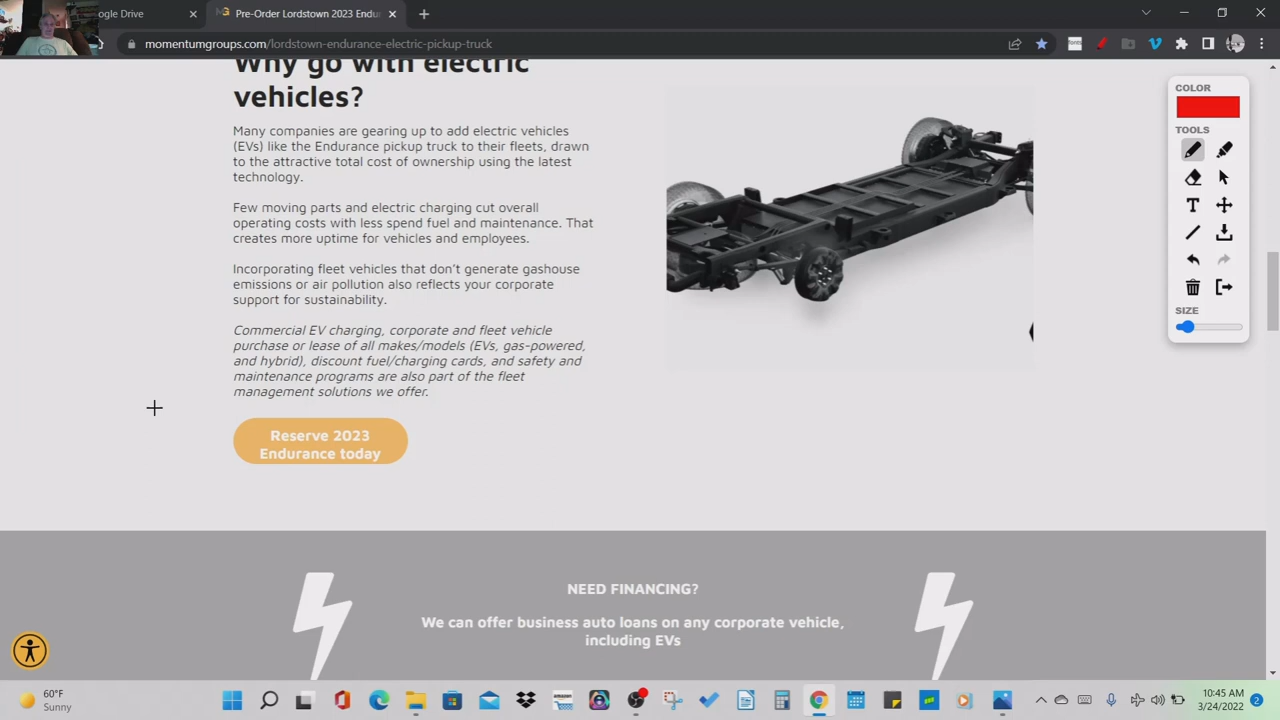 gle Drive
Pre-Order Lordstown 2023 Endu
momentumgroups.com/lordstown-endurance-electric-pickup-truck
Why go with electric
vehicles?
Many companies are gearing up to add electric vehicles
(EVs) like the Endurance pickup truck to their fleets, drawn
to the attractive total cost of ownership using the latest
technology.
Few moving parts and electric charging cut overall
operating costs with less spend fuel and maintenance. That
creates more uptime for vehicles and employees.
Incorporating fleet vehicles that don't generate gashouse
emissions or air pollution also reflects your corporate
support for sustainability.
Commercial EV charging, corporate and fleet vehicle
purchase or lease of all makes/models (EVs, gas-powered,
and hybrid), discount fuel/charging cards, and safety and
maintenance programs are also part of the fleet
management solutions we offer.
Reserve 2023
Endurance today
COLOR
TOOLS
T
SIZE
NEED FINANCING?
We can offer business auto loans on any corporate vehicle,
including EVs
60°F
Sunny
amazon
10:45 AM
3/24/2022
2